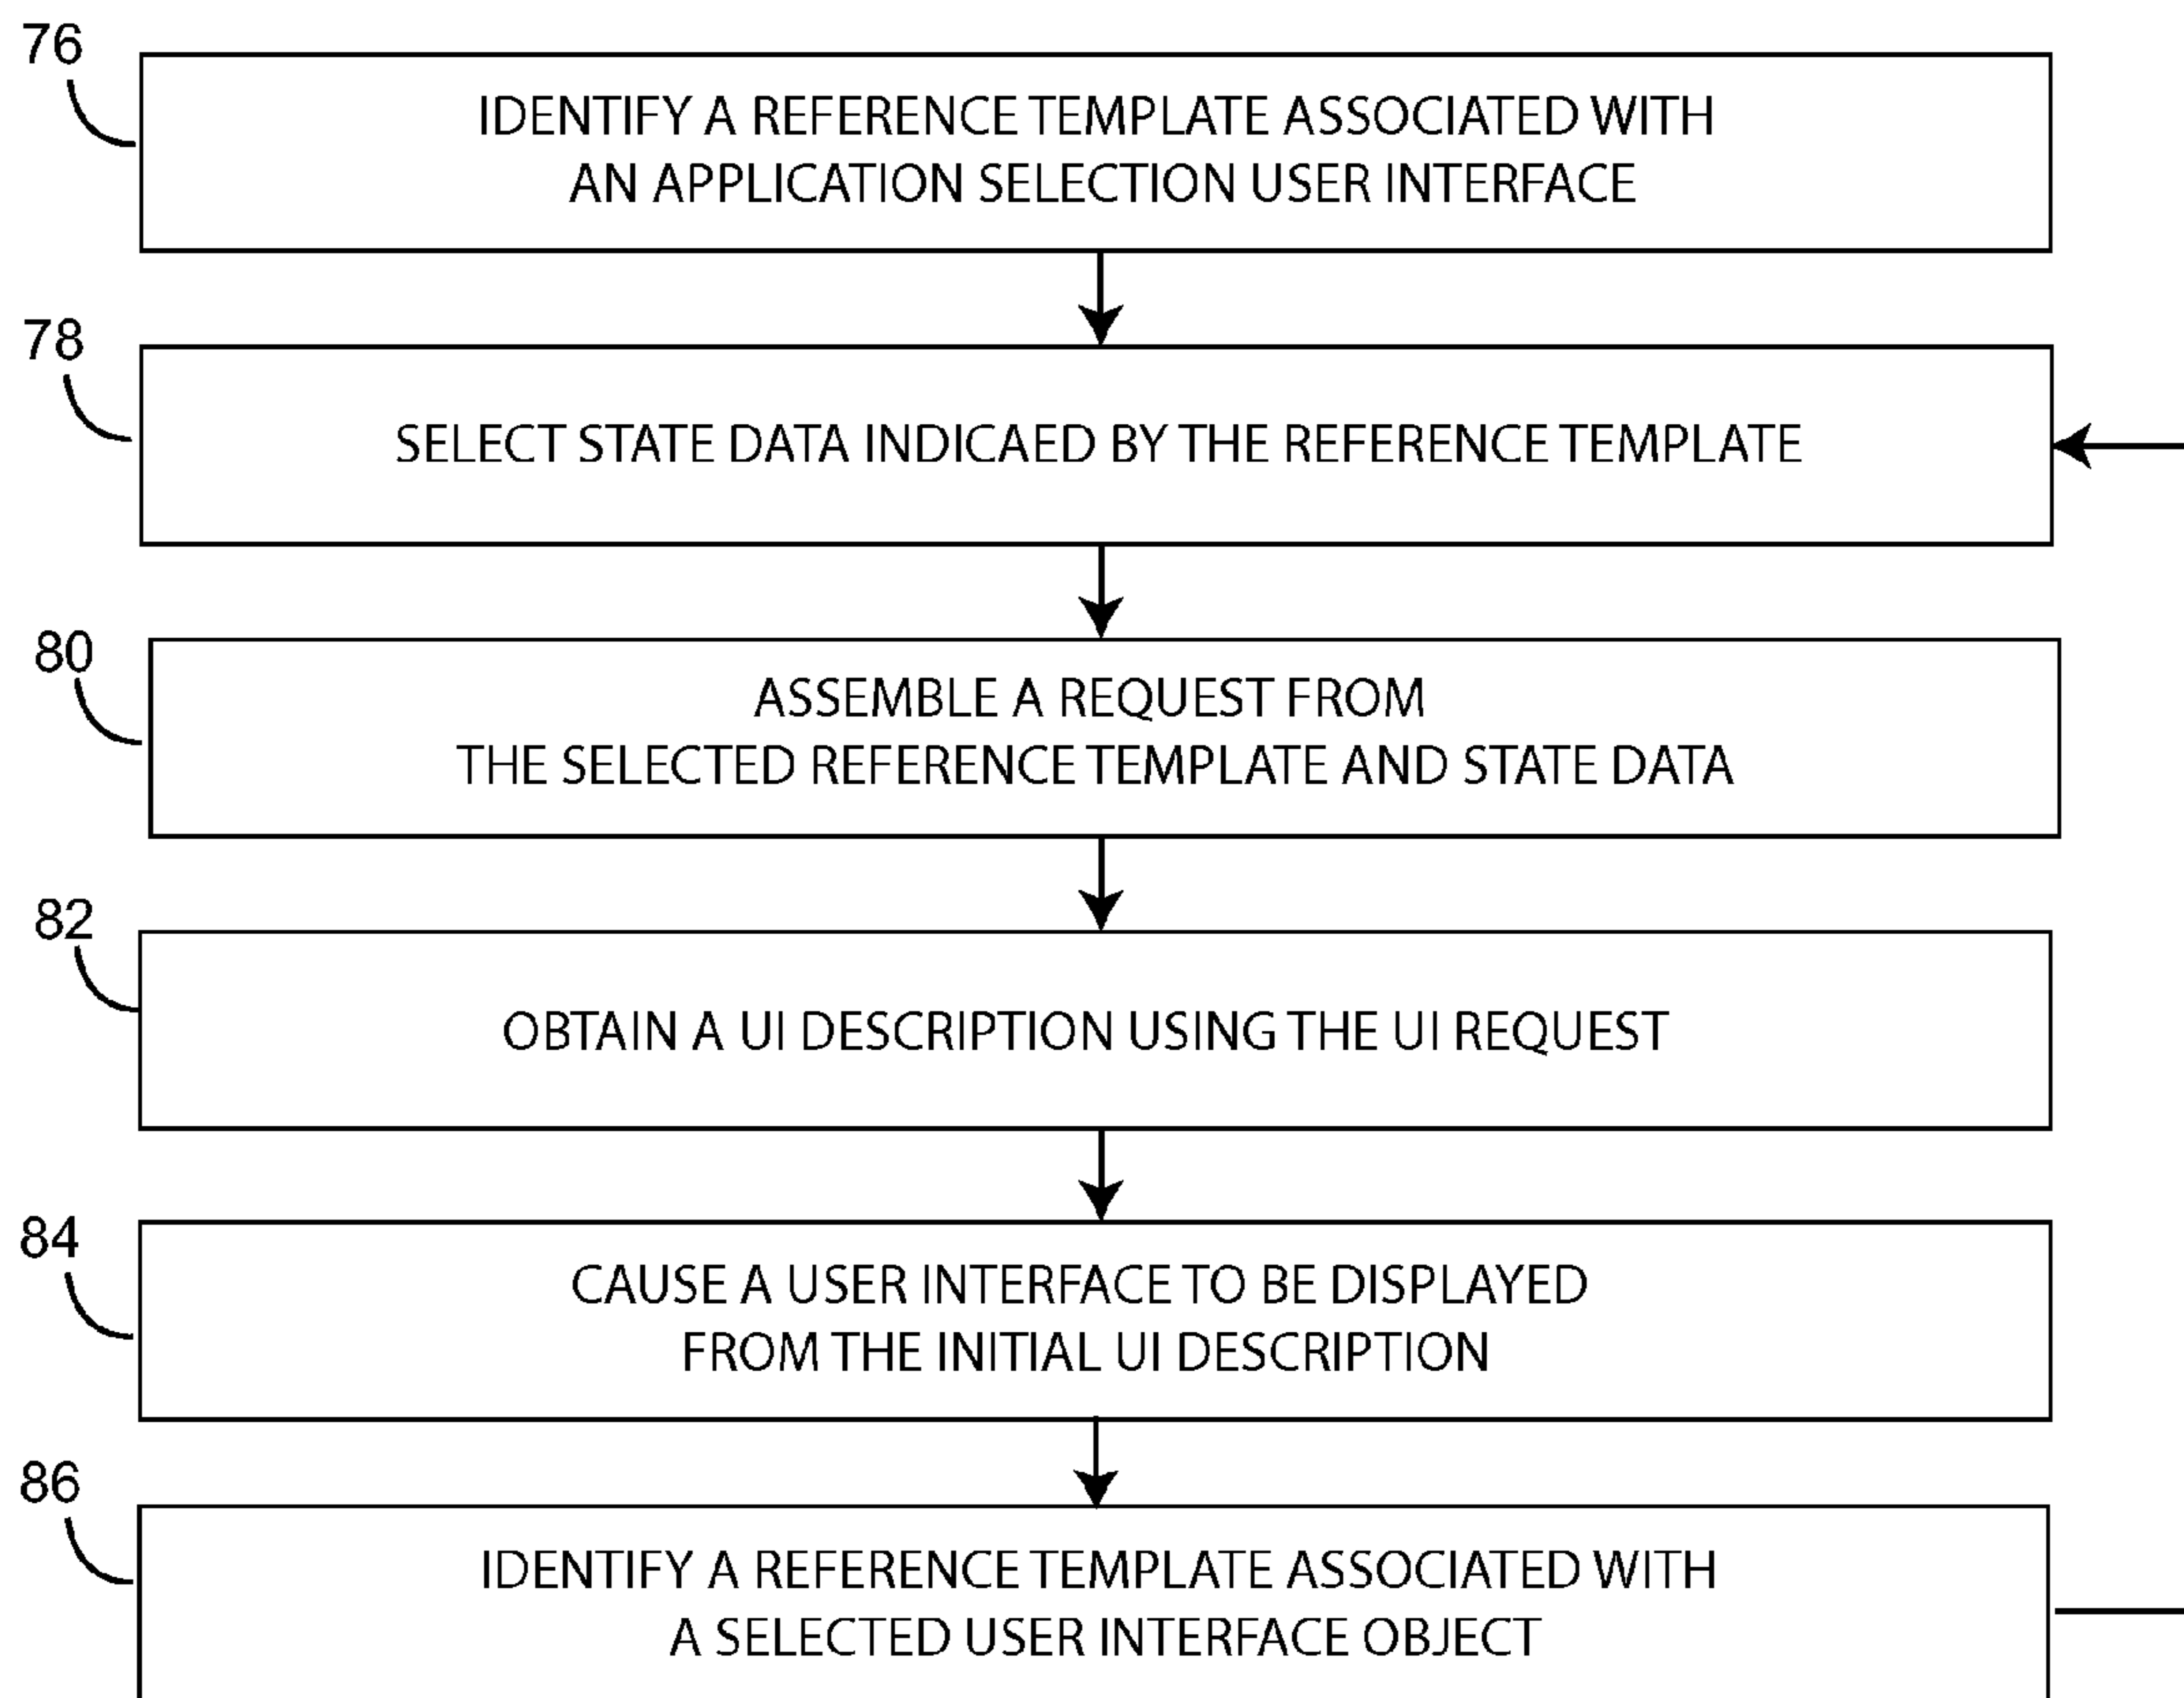 76
IDENTIFY A REFERENCE TEMPLATE ASSOCIATED WITH
AN APPLICATION SELECTION USER INTERFACE
78
SELECT STATE DATA INDICAED BY THE REFERENCE TEMPLATE
80
ASSEMBLE A REQUEST FROM
THE SELECTED REFERENCE TEMPLATE AND STATE DATA
82
OBTAIN A UI DESCRIPTION USING THE UI REQUEST
84
CAUSE A USER INTERFACE TO BE DISPLAYED
FROM THE INITIAL UI DESCRIPTION
86
IDENTIFY A REFERENCE TEMPLATE ASSOCIATED WITH
A SELECTED USER INTERFACE OBJECT